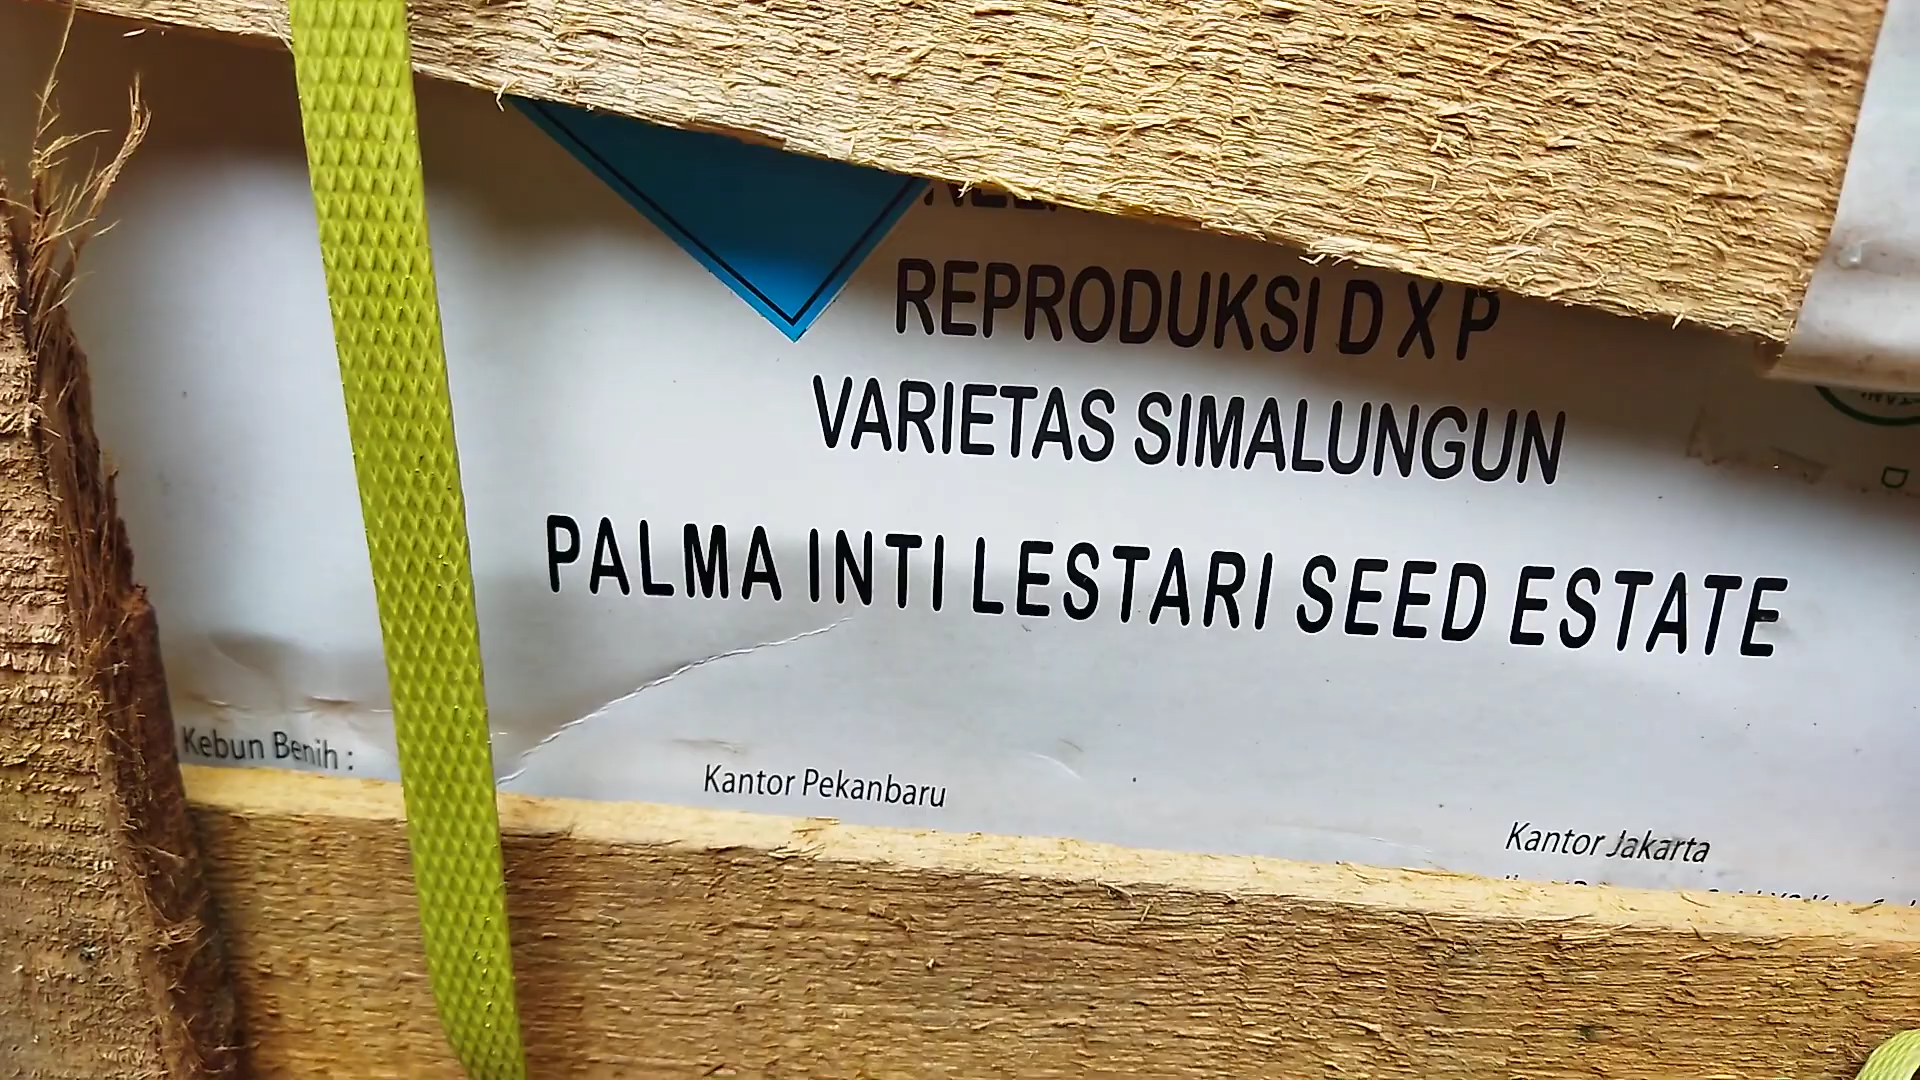 REPRODUKSI D X P
VARIETAS SIMALUNGUN
PALMA INTI LESTARI SEED ESTATE
Kebun Benih :
Kantor Pekanbaru
Kantor Jakarta